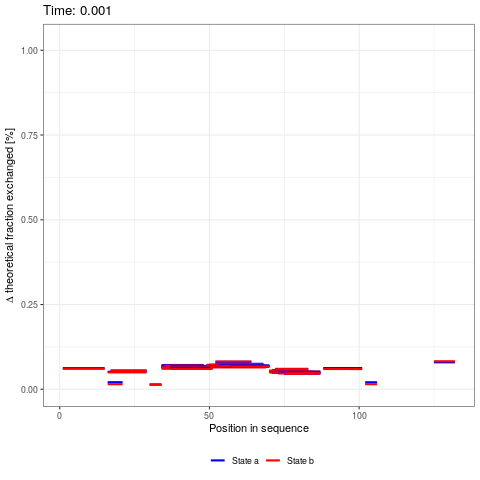 Time: 0.001
Δ theoretical fraction exchanged [%]
1.00
0.75
0.50
0.25
0.00
0 50 100
Position in sequence
State a State b